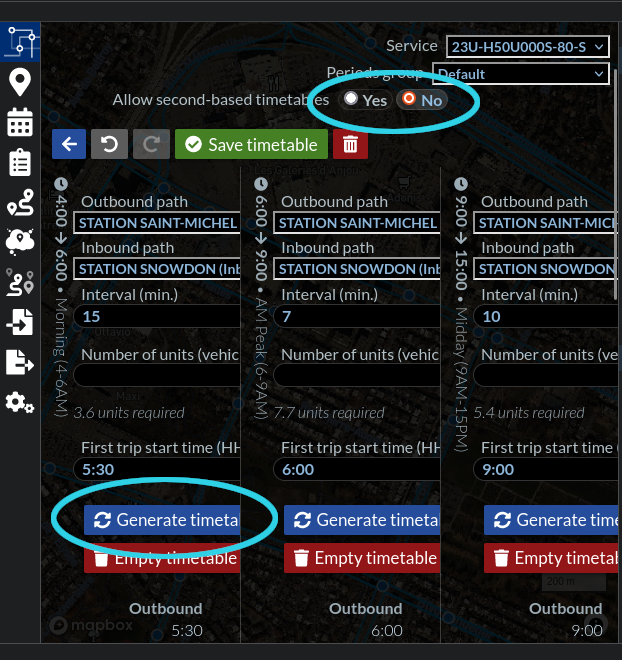 Service 23U-H50U000S-80-S
Periods group Default
Allow second-based timetables Yes No
Save timetable
4:00 → 6:00 • Morning (4-6AM)
Outbound path
STATION SAINT-MICHEL
Inbound path
STATION SNOWDON (Inb
Interval (min.)
15
Number of units (vehic
3.6 units required
First trip start time (HH
5:30
Generate timeta
Empty timetable
Outbound
5:30
6:00 → 9:00 • AM Peak (6-9AM)
Outbound path
STATION SAINT-MICHEL
Inbound path
STATION SNOWDON (Inb
Interval (min.)
7
Number of units (vehic
7.7 units required
First trip start time (HH
6:00
Generate timeta
Empty timetable
Outbound
6:00
9:00 → 15:00 • Midday (9AM-15PM)
Outbound path
STATION SAINT-MICH
Inbound path
STATION SNOWDON
Interval (min.)
10
Number of units (ve
5.4 units required
First trip start time
9:00
Generate time
Empty timetab
Outbound
9:00
200 m
mapbox